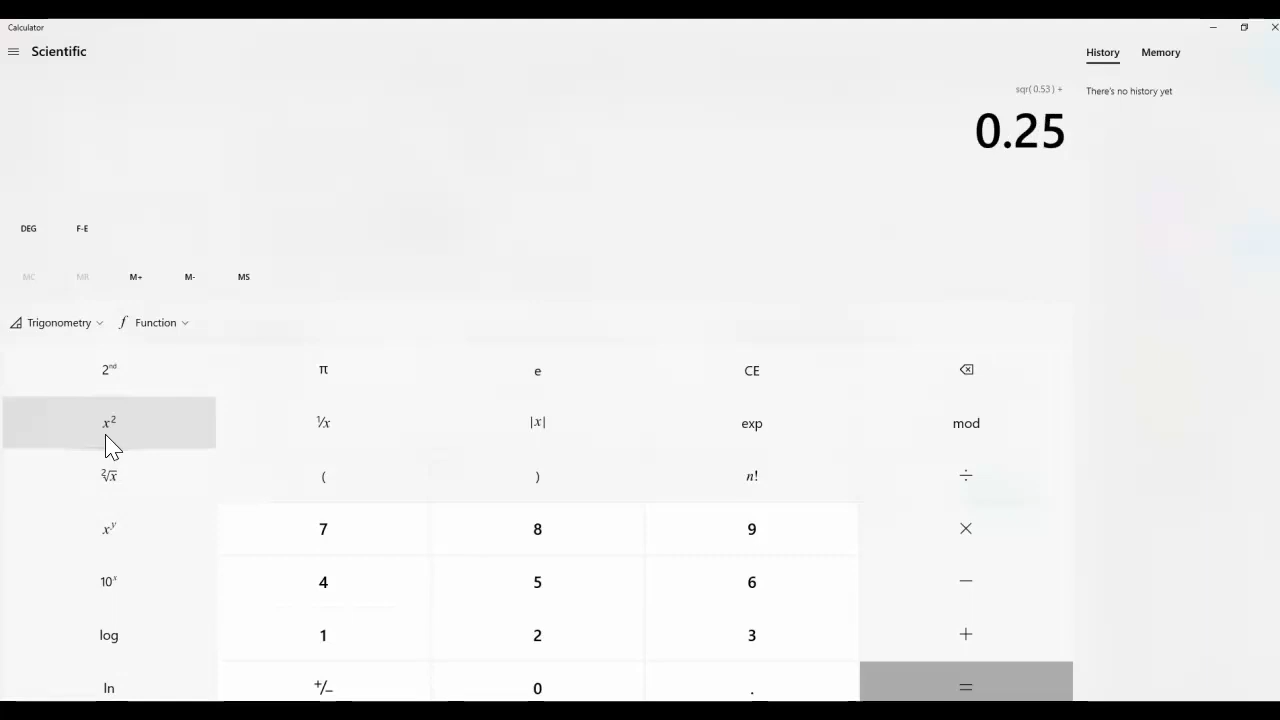 Calculator
Scientific
History Memory
sqr( 0.53 ) +
There's no history yet
0.25
DEG F-E
MC MR M+ M- MS
Trigonometry f Function
2nd π e CE
x2 1/x |x| exp mod
2√x ( ) n! ÷
xy 7 8 9 ×
10x 4 5 6 −
log 1 2 3 +
ln +/− 0 . =